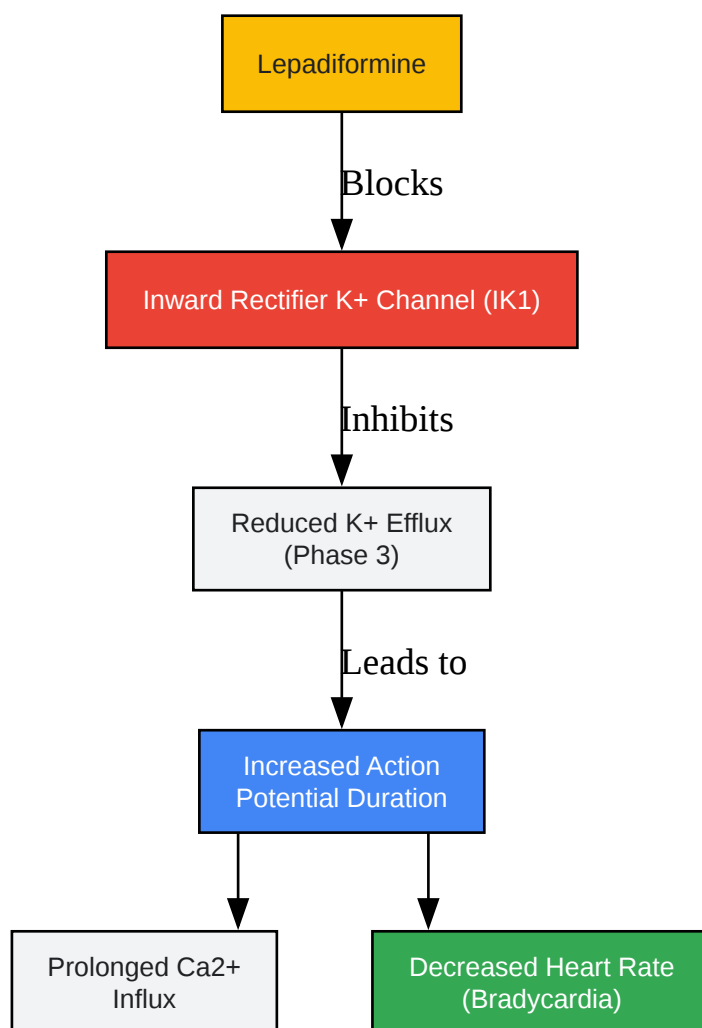 Lepadiformine
Blocks
Inward Rectifier K+ Channel (IK1)
Inhibits
Reduced K+ Efflux
(Phase 3)
Leads to
Increased Action
Potential Duration
Prolonged Ca2+
Influx
Decreased Heart Rate
(Bradycardia)